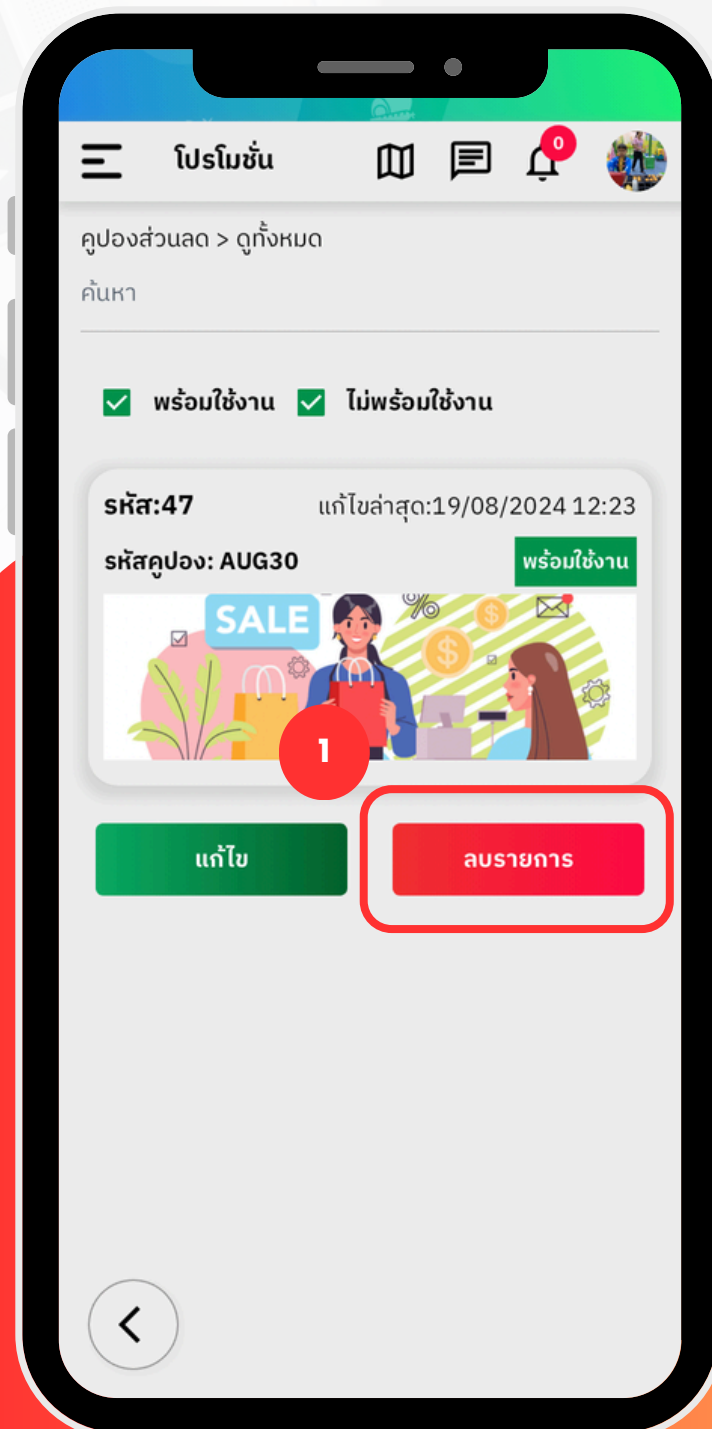 โปรโมชั่น
0
คูปองส่วนลด > ดูทั้งหมด
ค้นหา
พร้อมใช้งาน ไม่พร้อมใช้งาน
รหัส:47 แก้ไขล่าสุด:19/08/2024 12:23
รหัสคูปอง: AUG30 พร้อมใช้งาน
SALE
%
$
$
1
แก้ไข ลบรายการ